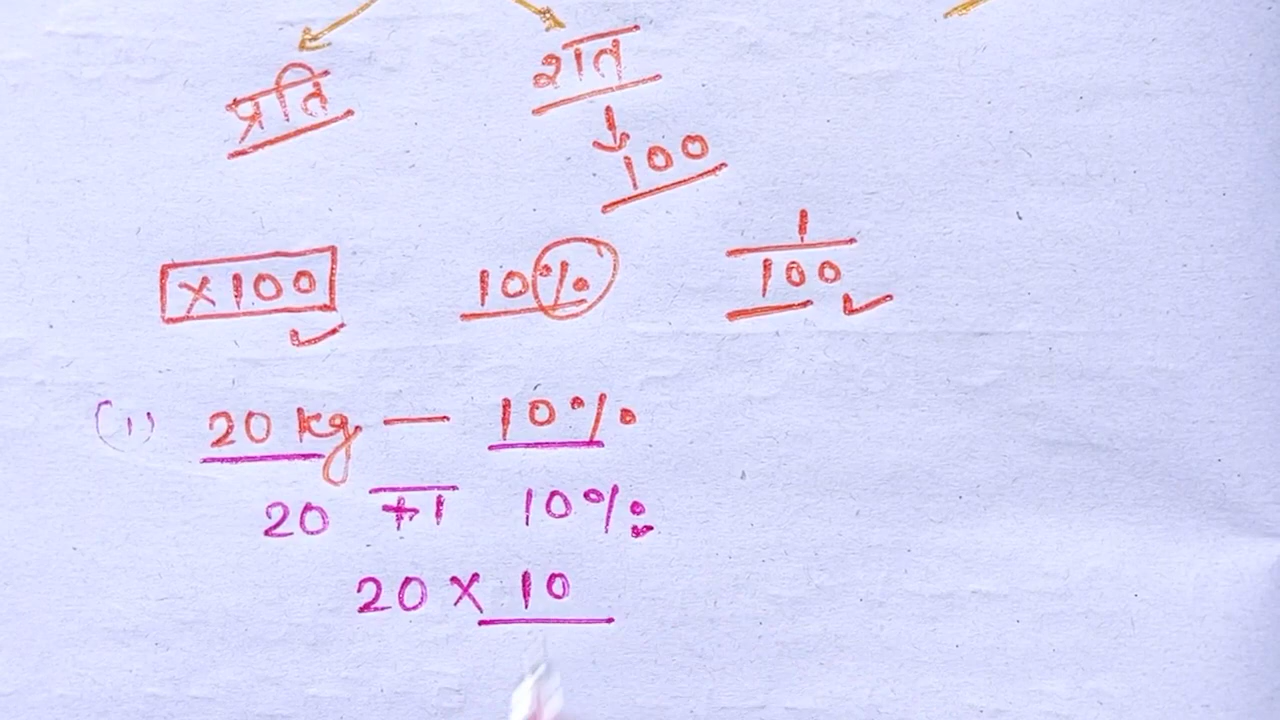 प्रति शत
100
×100 10% 1/100
(1) 20 kg — 10%
20 का 10%
20 × 10